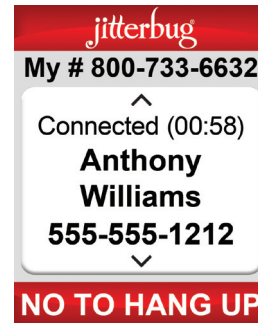 jitterbug
My # 800-733-6632
Connected (00:58)
Anthony
Williams
555-555-1212
NO TO HANG UP